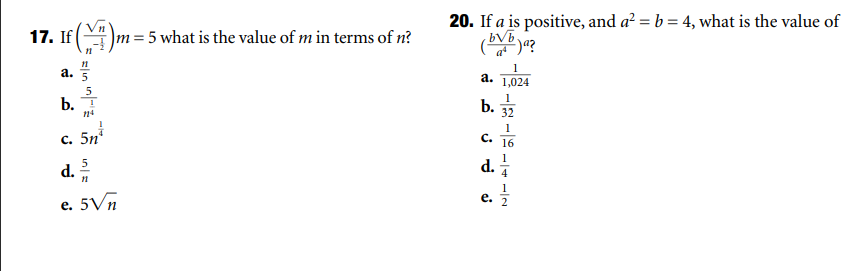 17. If (√n / n^(-1/2)) m = 5 what is the value of m in terms of n?
a. n/5
b. 5/n^(1/4)
c. 5n^(1/4)
d. 5/n
e. 5√n
20. If a is positive, and a² = b = 4, what is the value of
(b√b / a⁴)^a?
a. 1/1,024
b. 1/32
c. 1/16
d. 1/4
e. 1/2